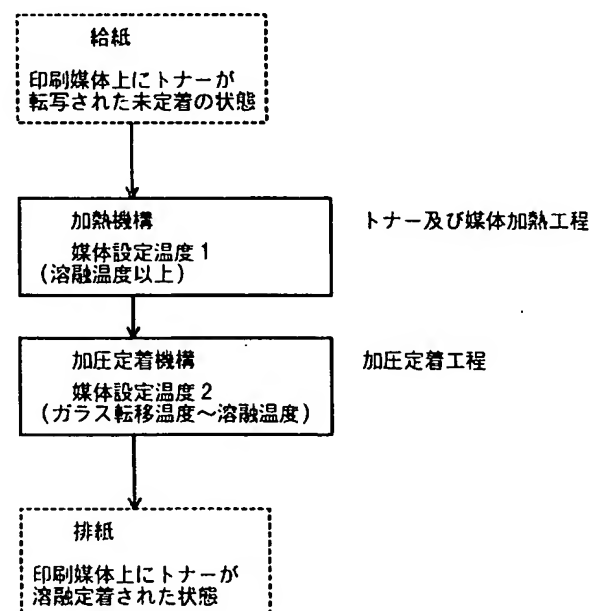 給紙
印刷媒体上にトナーが
転写された未定着の状態
加熱機構
トナー及び媒体加熱工程
媒体設定温度1
(溶融温度以上)
加圧定着機構
加圧定着工程
媒体設定温度2
(ガラス転移温度～溶融温度)
排紙
印刷媒体上にトナーが
溶融定着された状態